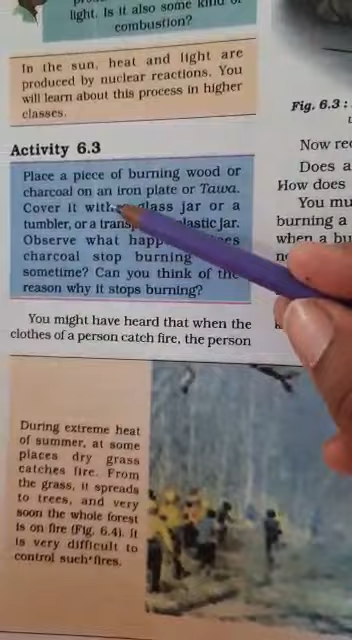 light. Is it also some kind of
combustion?
In the sun, heat and light are
produced by nuclear reactions. You
will learn about this process in higher
classes.
Activity 6.3
Place a piece of burning wood or
charcoal on an iron plate or Tawa.
Cover it with glass jar or a
tumbler, or a plastic jar.
Observe what
charcoal stop burning
sometime? Can you think of the
reason why it stops burning?
You might have heard that when the
clothes of a person catch fire, the person
During extreme heat
of summer, at some
places dry grass
catches fire. From
the grass, it spreads
to trees, and very
soon the whole forest
is on fire (Fig. 6.4). It
is very difficult to
control such fires.
Fig. 6.3 :
Now
Does a
How does
You
burning a
when a